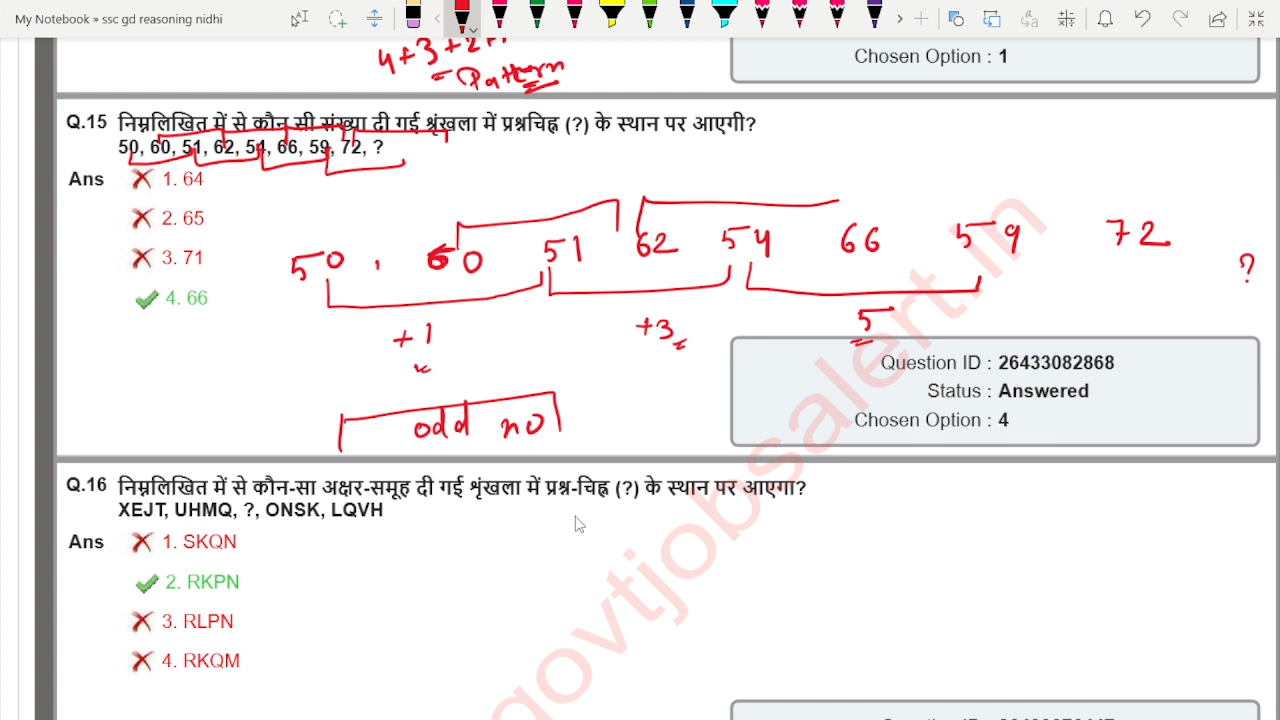 My Notebook » ssc gd reasoning nidhi
4+3+2+1
= Pattern
Chosen Option : 1
Q.15 निम्नलिखित में से कौन सी संख्या दी गई शृंखला में प्रश्नचिह्न (?) के स्थान पर आएगी?
50, 60, 51, 62, 54, 66, 59, 72, ?
Ans 1. 64
2. 65
3. 71
4. 66
50 , 60 51 62 54 66 59 72 ?
+1 +3 5
odd no
Question ID : 26433082868
Status : Answered
Chosen Option : 4
Q.16 निम्नलिखित में से कौन-सा अक्षर-समूह दी गई शृंखला में प्रश्न-चिह्न (?) के स्थान पर आएगा?
XEJT, UHMQ, ?, ONSK, LQVH
Ans 1. SKQN
2. RKPN
3. RLPN
4. RKQM
govtjobsalert.in